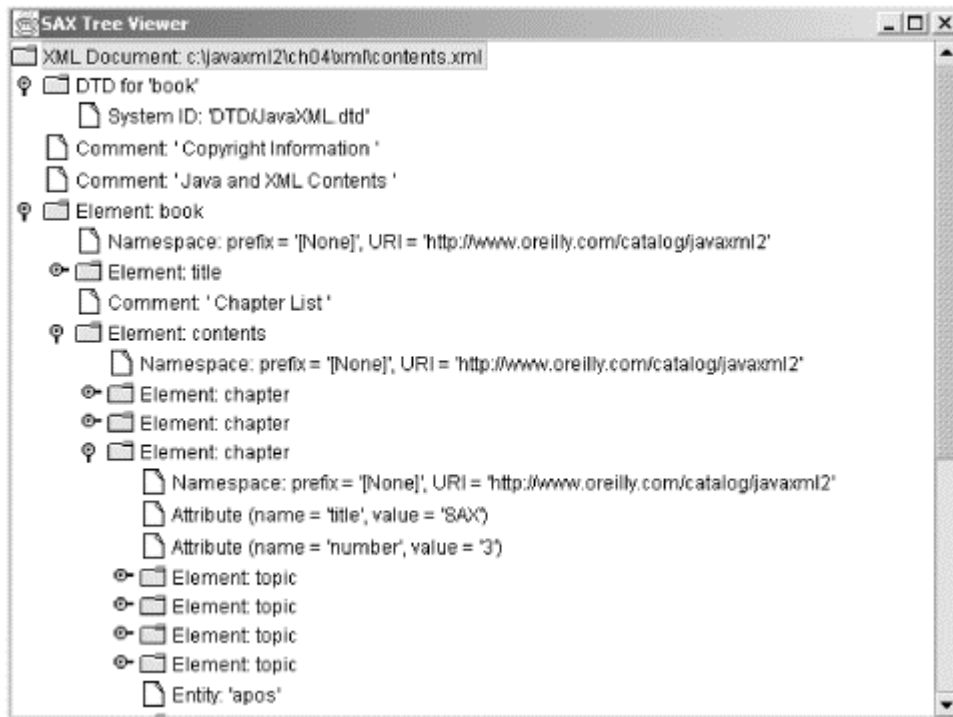 SAX Tree Viewer
XML Document: c:\javaxml2\ch04\xml\contents.xml
DTD for 'book'
System ID: 'DTD/JavaXML.dtd'
Comment: ' Copyright Information '
Comment: ' Java and XML Contents '
Element: book
Namespace: prefix = '[None]', URI = 'http://www.oreilly.com/catalog/javaxml2'
Element: title
Comment: ' Chapter List '
Element: contents
Namespace: prefix = '[None]', URI = 'http://www.oreilly.com/catalog/javaxml2'
Element: chapter
Element: chapter
Element: chapter
Namespace: prefix = '[None]', URI = 'http://www.oreilly.com/catalog/javaxml2'
Attribute (name = 'title', value = 'SAX')
Attribute (name = 'number', value = '3')
Element: topic
Element: topic
Element: topic
Element: topic
Entity: 'apos'